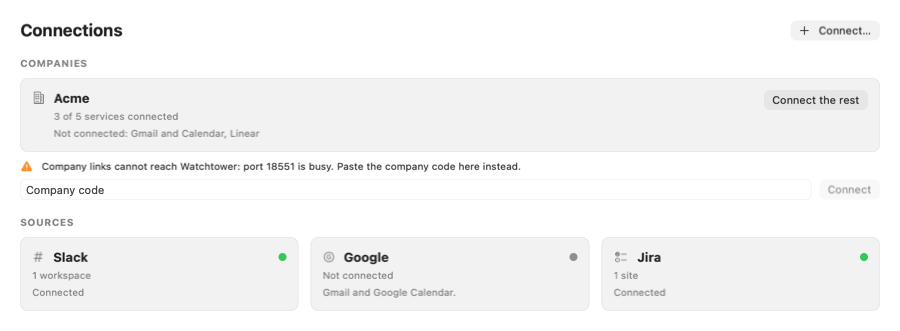 Connections
+ Connect...
COMPANIES
Acme
Connect the rest
3 of 5 services connected
Not connected: Gmail and Calendar, Linear
Company links cannot reach Watchtower: port 18551 is busy. Paste the company code here instead.
Company code
Connect
SOURCES
# Slack
1 workspace
Connected
Google
Not connected
Gmail and Google Calendar.
Jira
1 site
Connected